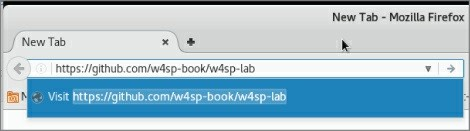 New Tab - Mozilla Firefox
New Tab
https://github.com/w4sp-book/w4sp-lab
Visit https://github.com/w4sp-book/w4sp-lab